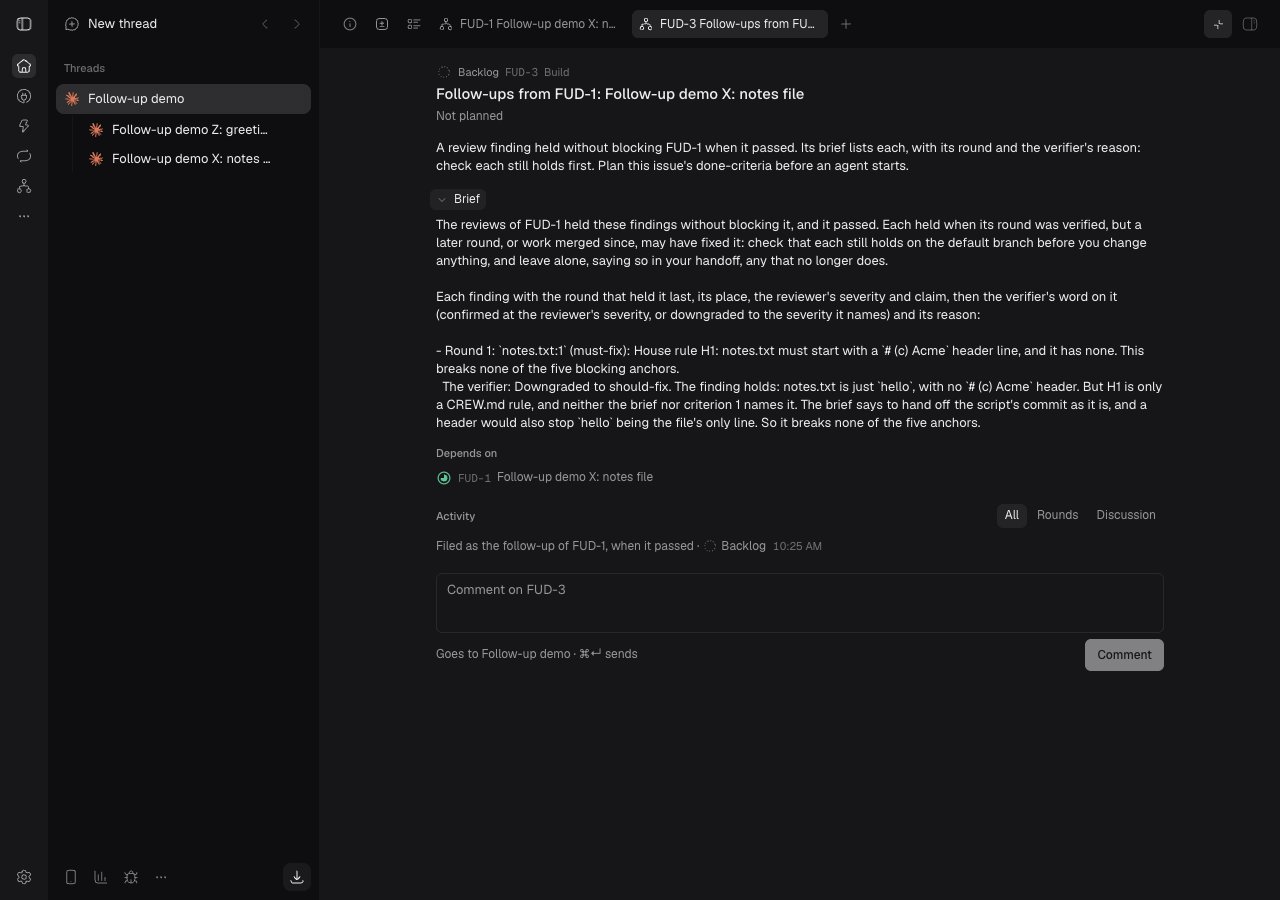 New thread
FUD-1 Follow-up demo X: n...
FUD-3 Follow-ups from FU...
Threads
Follow-up demo
Follow-up demo Z: greeti...
Follow-up demo X: notes ...
Backlog FUD-3 Build
Follow-ups from FUD-1: Follow-up demo X: notes file
Not planned
A review finding held without blocking FUD-1 when it passed. Its brief lists each, with its round and the verifier's reason:
check each still holds first. Plan this issue's done-criteria before an agent starts.
Brief
The reviews of FUD-1 held these findings without blocking it, and it passed. Each held when its round was verified, but a
later round, or work merged since, may have fixed it: check that each still holds on the default branch before you change
anything, and leave alone, saying so in your handoff, any that no longer does.
Each finding with the round that held it last, its place, the reviewer's severity and claim, then the verifier's word on it
(confirmed at the reviewer's severity, or downgraded to the severity it names) and its reason:
- Round 1: `notes.txt:1` (must-fix): House rule H1: notes.txt must start with a `# (c) Acme` header line, and it has none. This
breaks none of the five blocking anchors.
The verifier: Downgraded to should-fix. The finding holds: notes.txt is just `hello`, with no `# (c) Acme` header. But H1 is only
a CREW.md rule, and neither the brief nor criterion 1 names it. The brief says to hand off the script's commit as it is, and a
header would also stop `hello` being the file's only line. So it breaks none of the five anchors.
Depends on
FUD-1 Follow-up demo X: notes file
Activity
All Rounds Discussion
Filed as the follow-up of FUD-1, when it passed · Backlog 10:25 AM
Comment on FUD-3
Goes to Follow-up demo · ⌘↵ sends
Comment